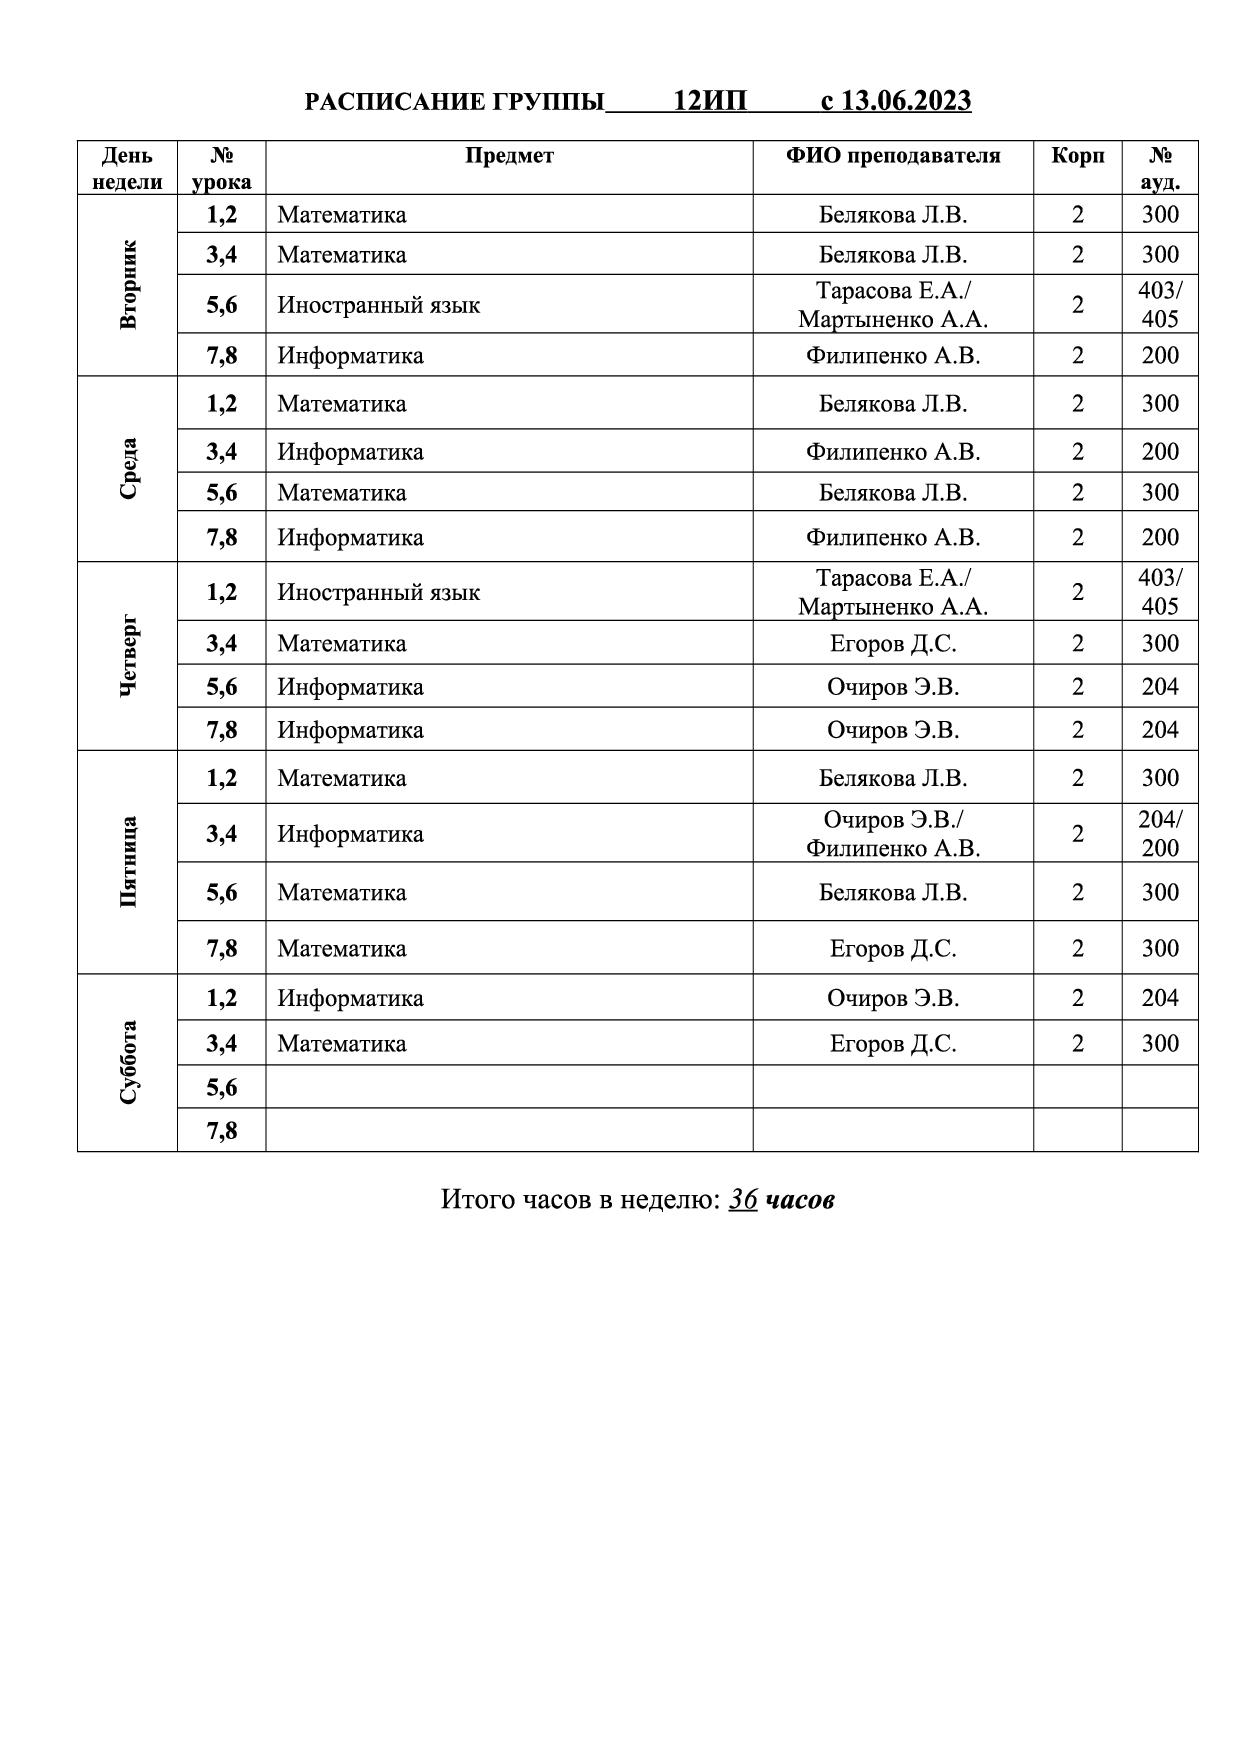 РАСПИСАНИЕ ГРУППЫ_____12ИП_____с 13.06.2023
День недели № урока Предмет ФИО преподавателя Корп № ауд.
Вторник
1,2 Математика Белякова Л.В. 2 300
3,4 Математика Белякова Л.В. 2 300
5,6 Иностранный язык Тарасова Е.А./ Мартыненко А.А. 2 403/ 405
7,8 Информатика Филипенко А.В. 2 200
Среда
1,2 Математика Белякова Л.В. 2 300
3,4 Информатика Филипенко А.В. 2 200
5,6 Математика Белякова Л.В. 2 300
7,8 Информатика Филипенко А.В. 2 200
Четверг
1,2 Иностранный язык Тарасова Е.А./ Мартыненко А.А. 2 403/ 405
3,4 Математика Егоров Д.С. 2 300
5,6 Информатика Очиров Э.В. 2 204
7,8 Информатика Очиров Э.В. 2 204
Пятница
1,2 Математика Белякова Л.В. 2 300
3,4 Информатика Очиров Э.В./ Филипенко А.В. 2 204/ 200
5,6 Математика Белякова Л.В. 2 300
7,8 Математика Егоров Д.С. 2 300
Суббота
1,2 Информатика Очиров Э.В. 2 204
3,4 Математика Егоров Д.С. 2 300
5,6
7,8
Итого часов в неделю: 36 часов